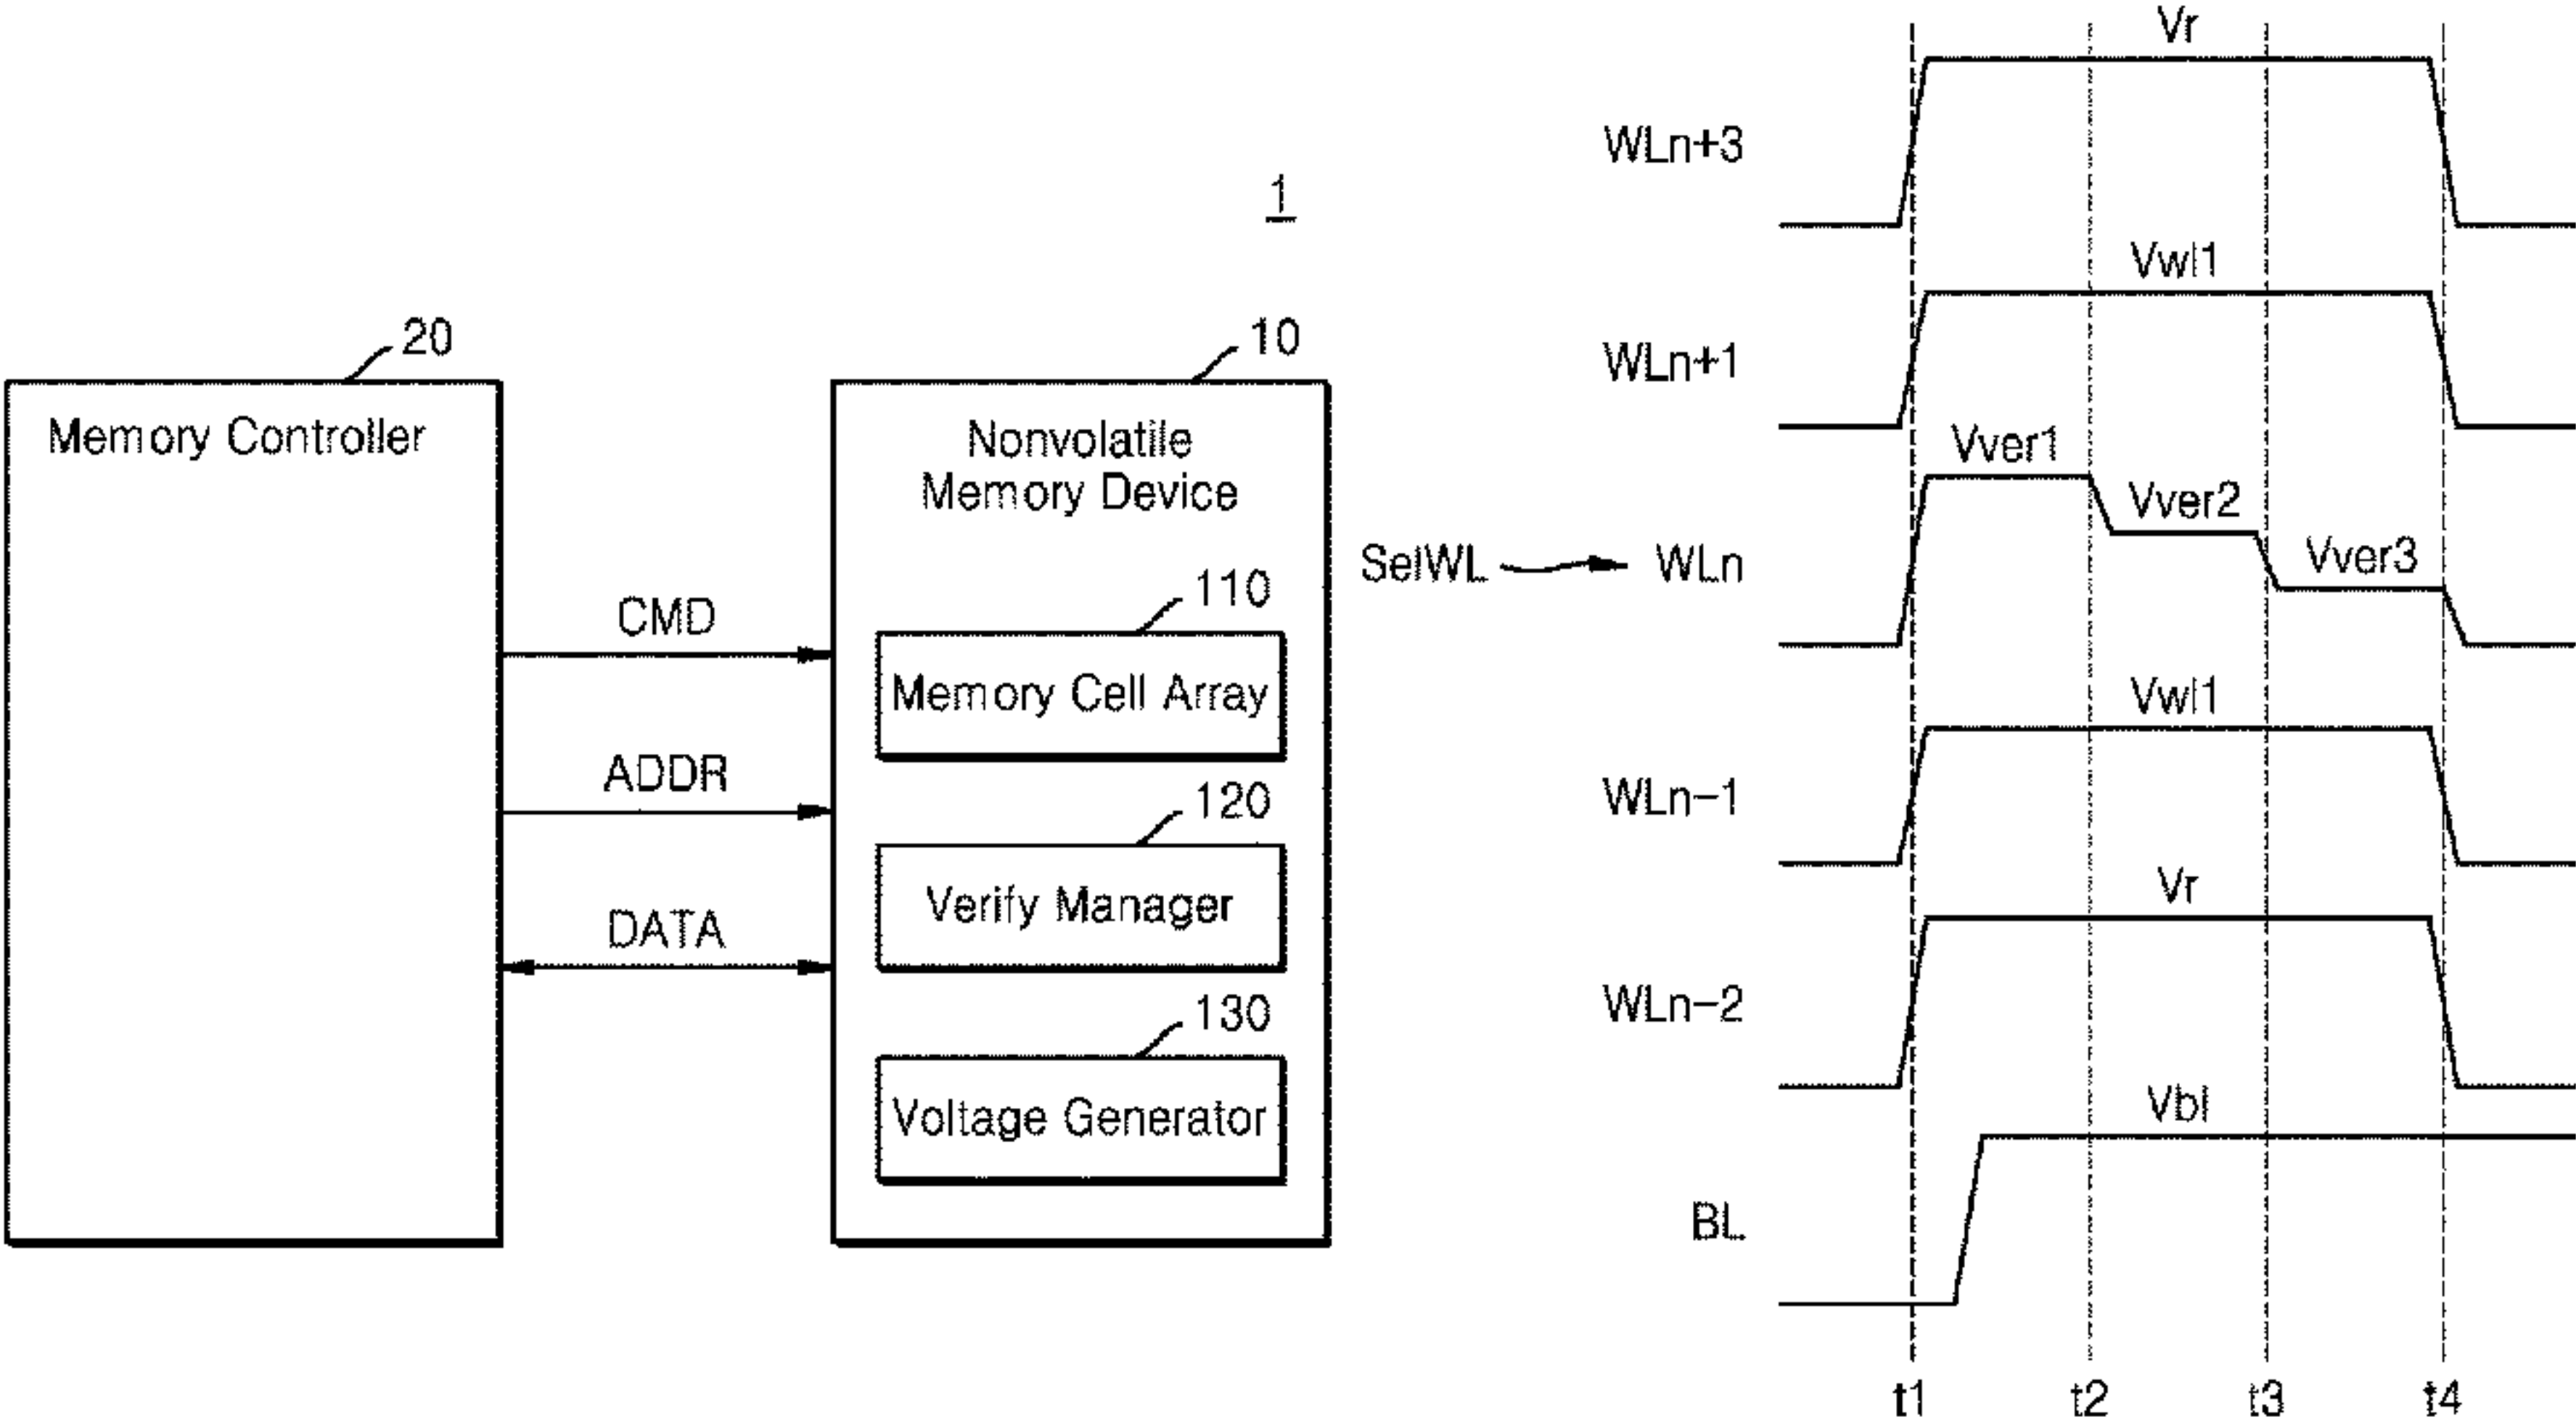 1
20
Memory Controller
CMD
ADDR
DATA
10
Nonvolatile
Memory Device
110
Memory Cell Array
120
Verify Manager
130
Voltage Generator
Vr
WLn+3
Vwl1
WLn+1
Vver1
Vver2
Vver3
SelWL
WLn
Vwl1
WLn-1
Vr
WLn-2
Vbl
BL
t1 t2 t3 t4